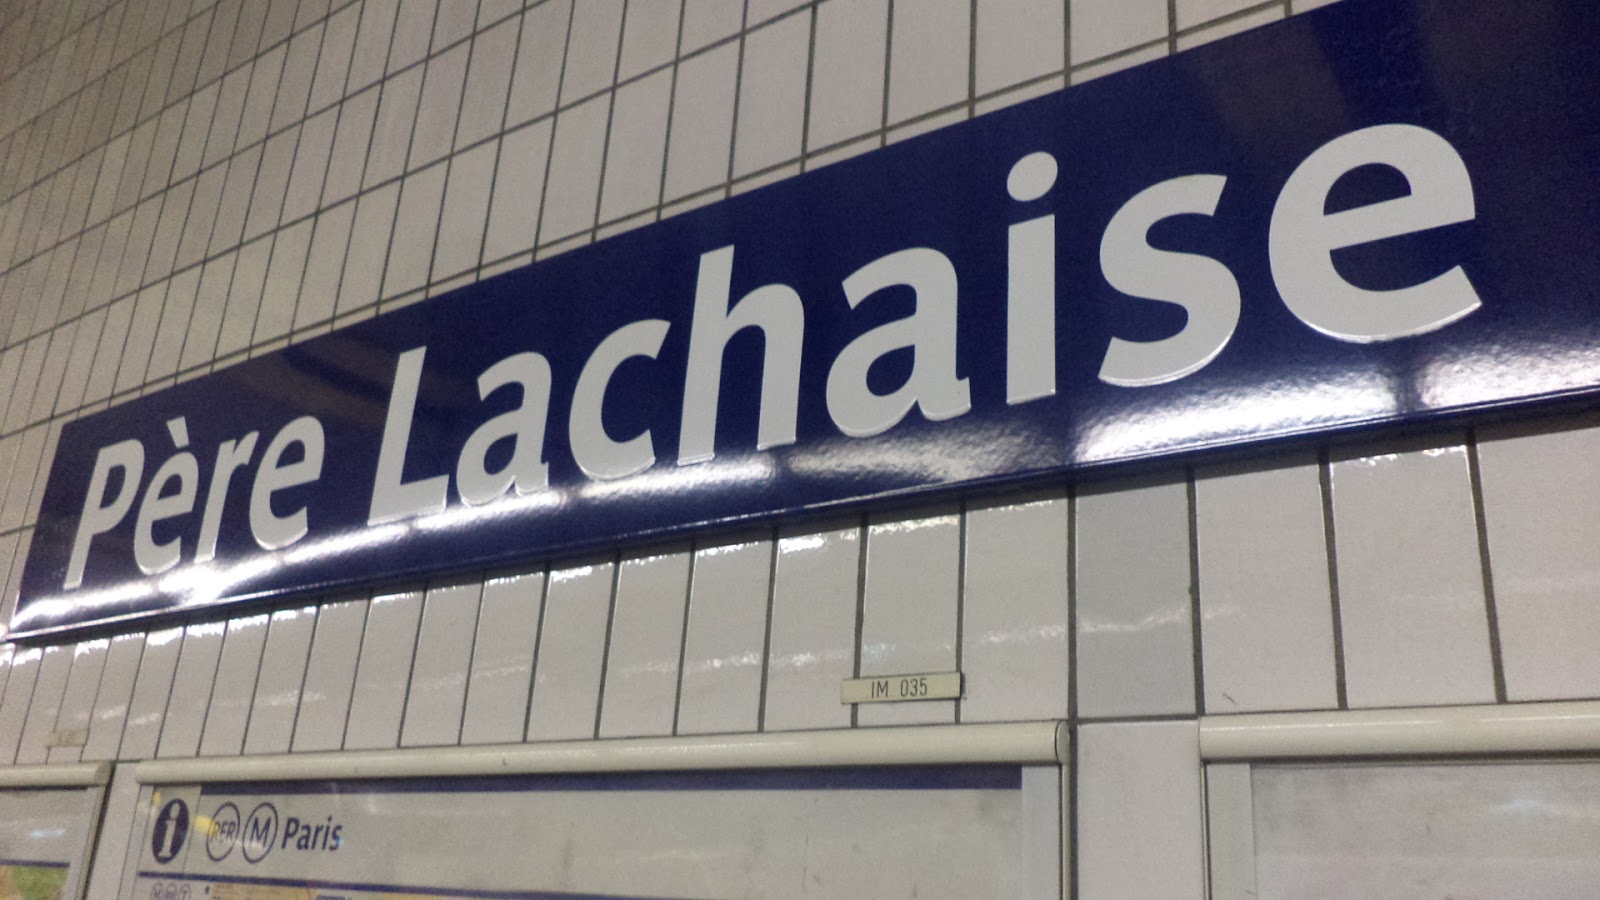 Père Lachaise
IM 035
i RER M Paris